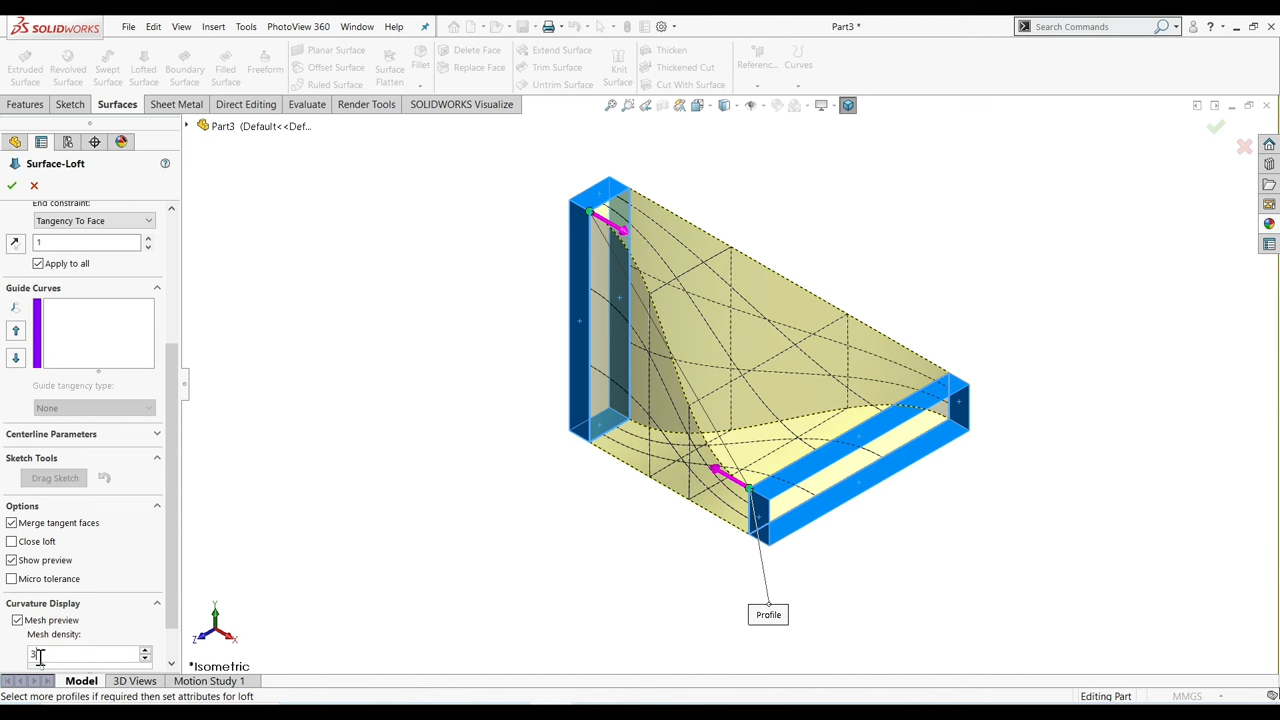 SOLIDWORKS File Edit View Insert Tools PhotoView 360 Window Help Part3 * Search Commands ?
Extruded Surface Revolved Surface Swept Surface Lofted Surface Boundary Surface Filled Surface Freeform
Planar Surface
Offset Surface
Ruled Surface
Surface Flatten
Delete Face
Replace Face
Fillet
Extend Surface
Trim Surface
Untrim Surface
Knit Surface
Thicken
Thickened Cut
Cut With Surface
Referenc...
Curves
Features Sketch Surfaces Sheet Metal Direct Editing Evaluate Render Tools SOLIDWORKS Visualize
Part3 (Default<<Def...
Surface-Loft
End constraint:
Tangency To Face
1
Apply to all
Guide Curves
Guide tangency type:
None
Centerline Parameters
Sketch Tools
Drag Sketch
Options
Merge tangent faces
Close loft
Show preview
Micro tolerance
Curvature Display
Mesh preview
Mesh density:
3
Profile
Y
Z
X
*Isometric
Model 3D Views Motion Study 1
Select more profiles if required then set attributes for loft Editing Part MMGS